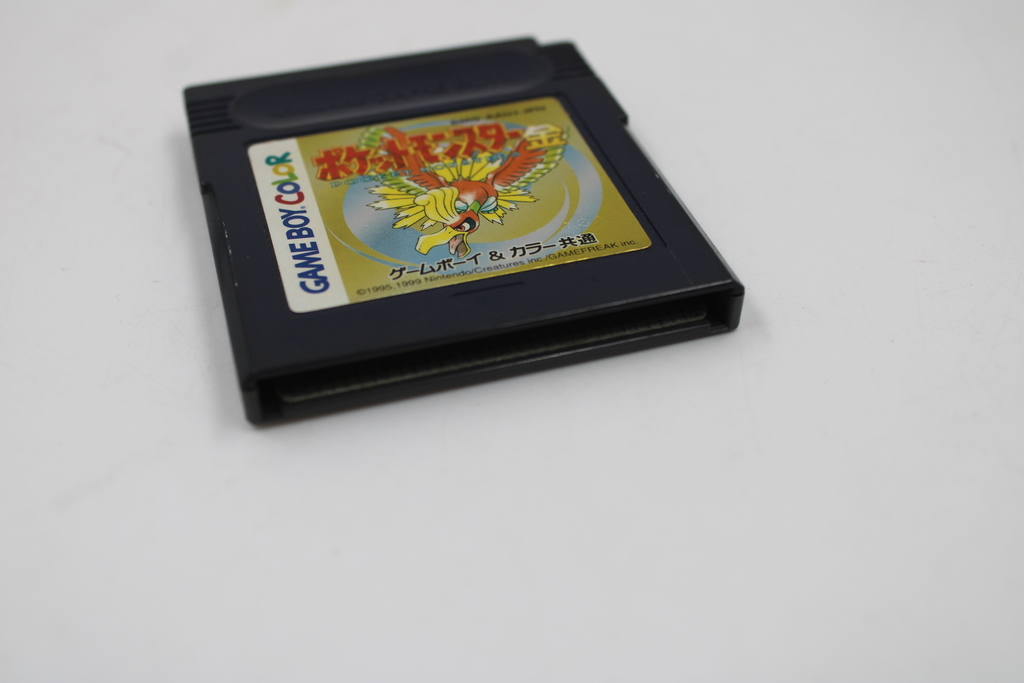 GAME BOY COLOR
ポケットモンスター金
ゲームボーイ & カラー共通
©1995,1999 Nintendo/Creatures inc./GAMEFREAK inc.